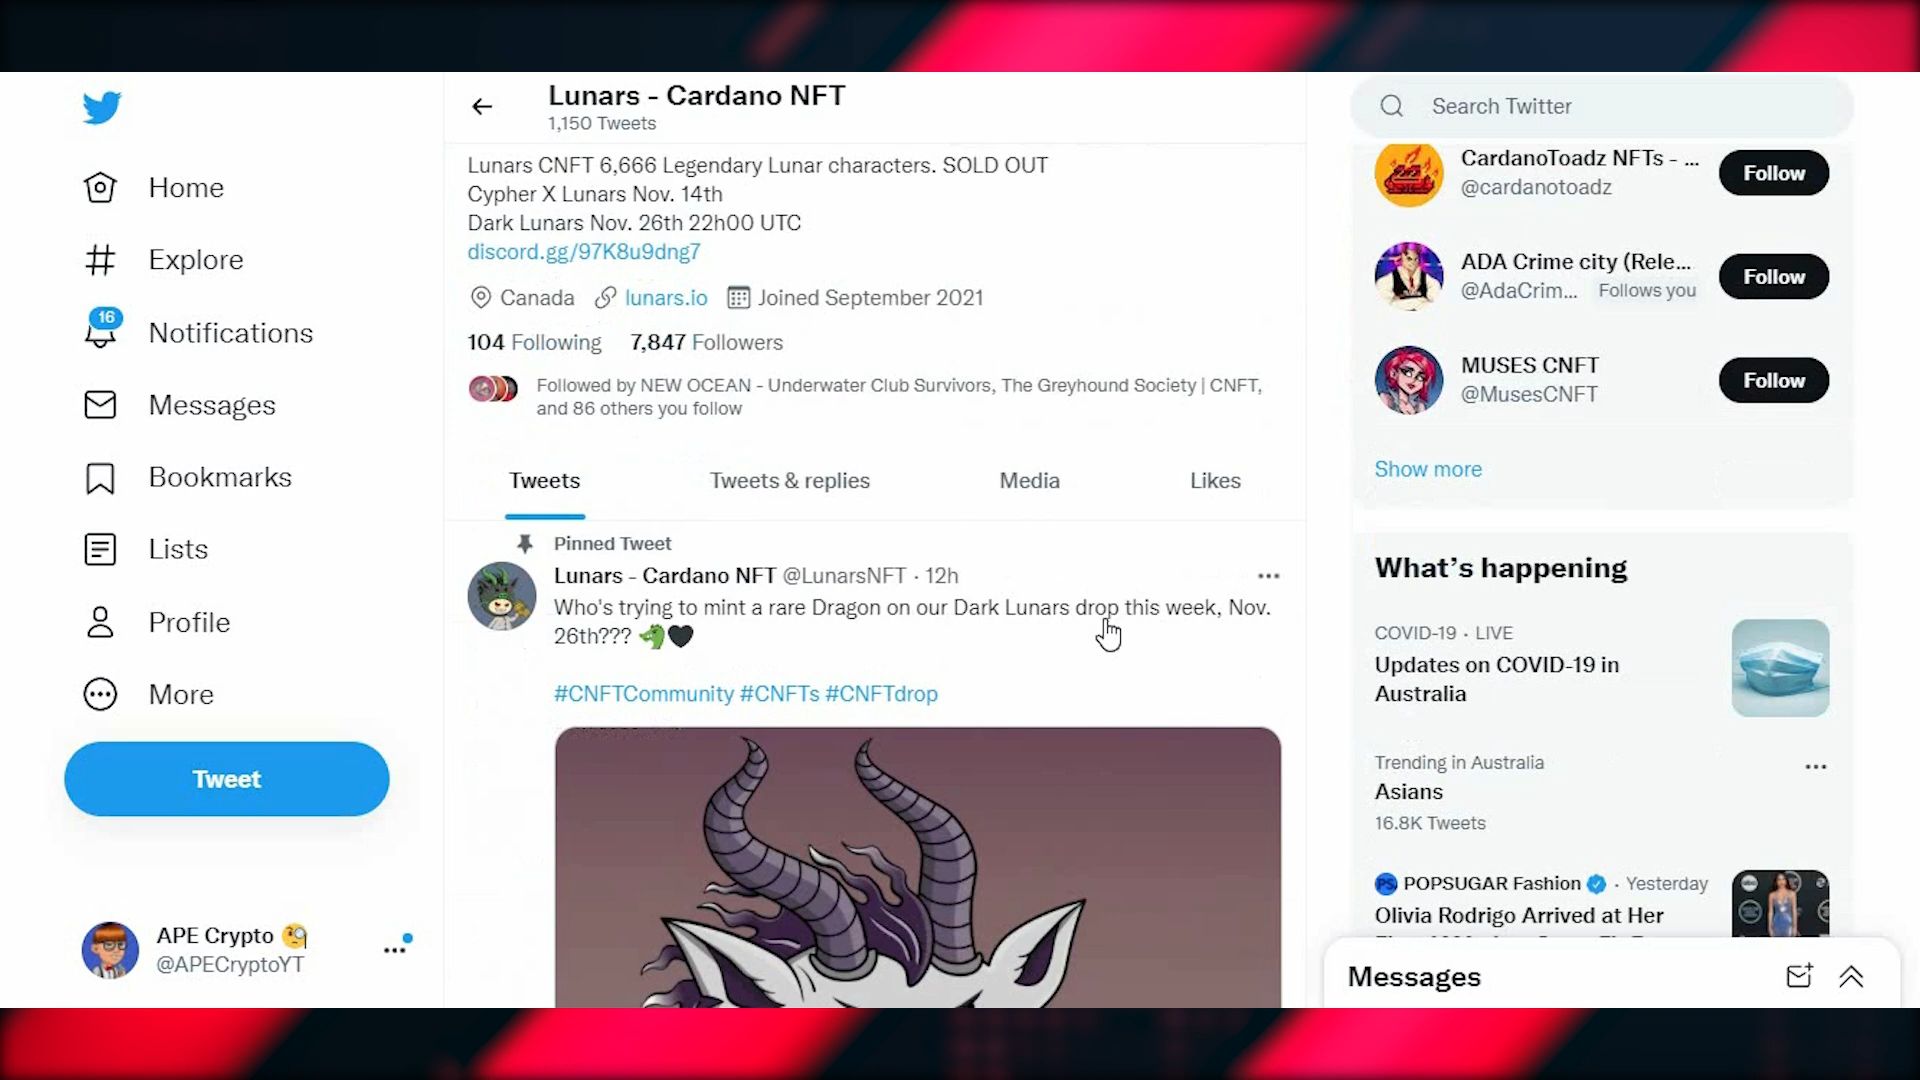 Home
Explore
16
Notifications
Messages
Bookmarks
Lists
Profile
More
Tweet
APE Crypto
@APECryptoYT
Lunars - Cardano NFT
1,150 Tweets
Lunars CNFT 6,666 Legendary Lunar characters. SOLD OUT
Cypher X Lunars Nov. 14th
Dark Lunars Nov. 26th 22h00 UTC
discord.gg/97K8u9dng7
Canada lunars.io Joined September 2021
104 Following 7,847 Followers
Followed by NEW OCEAN - Underwater Club Survivors, The Greyhound Society | CNFT,
and 86 others you follow
Tweets Tweets & replies Media Likes
Pinned Tweet
Lunars - Cardano NFT @LunarsNFT · 12h
Who's trying to mint a rare Dragon on our Dark Lunars drop this week, Nov.
26th???
#CNFTCommunity #CNFTs #CNFTdrop
Search Twitter
CardanoToadz NFTs - ...
@cardanotoadz
Follow
ADA Crime city (Rele...
@AdaCrim... Follows you
Follow
MUSES CNFT
@MusesCNFT
Follow
Show more
What's happening
COVID-19 · LIVE
Updates on COVID-19 in
Australia
Trending in Australia
Asians
16.8K Tweets
PS POPSUGAR Fashion · Yesterday
Olivia Rodrigo Arrived at Her
Messages